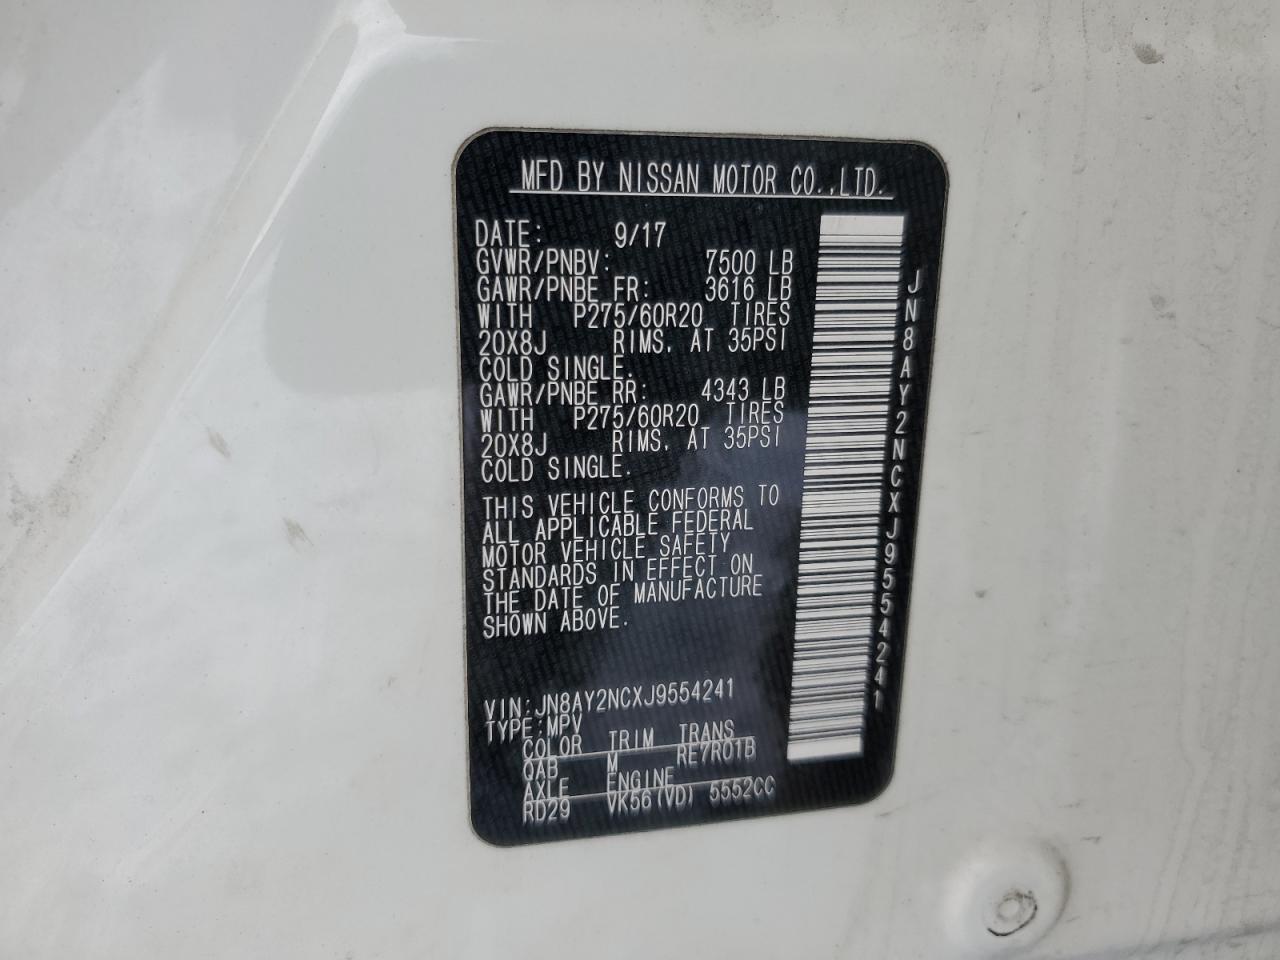 MFD BY NISSAN MOTOR CO.,LTD.
DATE: 9/17
GVWR/PNBV: 7500 LB
GAWR/PNBE FR: 3616 LB
WITH P275/60R20 TIRES
20X8J RIMS, AT 35PSI
COLD SINGLE.
GAWR/PNBE RR: 4343 LB
WITH P275/60R20 TIRES
20X8J RIMS, AT 35PSI
COLD SINGLE.
THIS VEHICLE CONFORMS TO
ALL APPLICABLE FEDERAL
MOTOR VEHICLE SAFETY
STANDARDS IN EFFECT ON
THE DATE OF MANUFACTURE
SHOWN ABOVE.
VIN:JN8AY2NCXJ9554241
TYPE:MPV
COLOR TRIM TRANS
QAB M RE7R01B
AXLE ENGINE
RD29 VK56(VD) 5552CC
JN8AY2NCXJ9554241